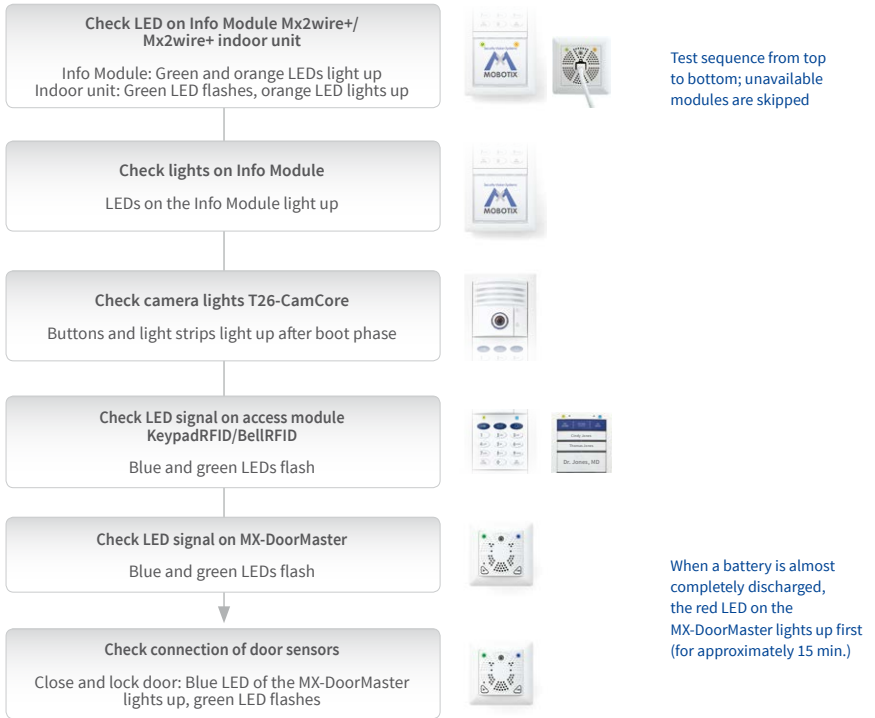 Check LED on Info Module Mx2wire+/
Mx2wire+ indoor unit
Info Module: Green and orange LEDs light up
Indoor unit: Green LED flashes, orange LED lights up
MOBOTIX
Test sequence from top
to bottom; unavailable
modules are skipped
Check lights on Info Module
LEDs on the Info Module light up
MOBOTIX
Check camera lights T26-CamCore
Buttons and light strips light up after boot phase
Check LED signal on access module
KeypadRFID/BellRFID
Blue and green LEDs flash
Cindy Jones
Thomas Jones
Dr. Jones, MD
Check LED signal on MX-DoorMaster
Blue and green LEDs flash
When a battery is almost
completely discharged,
the red LED on the
MX-DoorMaster lights up first
(for approximately 15 min.)
Check connection of door sensors
Close and lock door: Blue LED of the MX-DoorMaster
lights up, green LED flashes